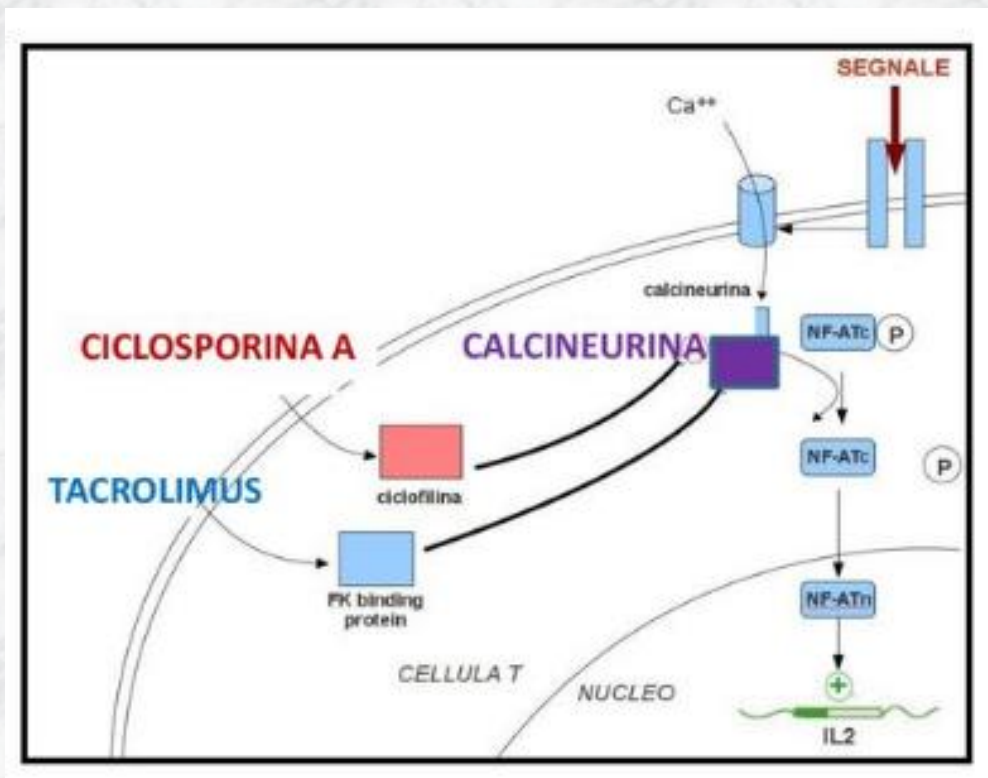 SEGNALE
Ca++
calcineurina
CICLOSPORINA A
CALCINEURINA
NF-ATc
P
ciclofilina
NF-ATc
P
TACROLIMUS
FK binding
protein
NF-ATn
CELLULA T
NUCLEO
+
IL2